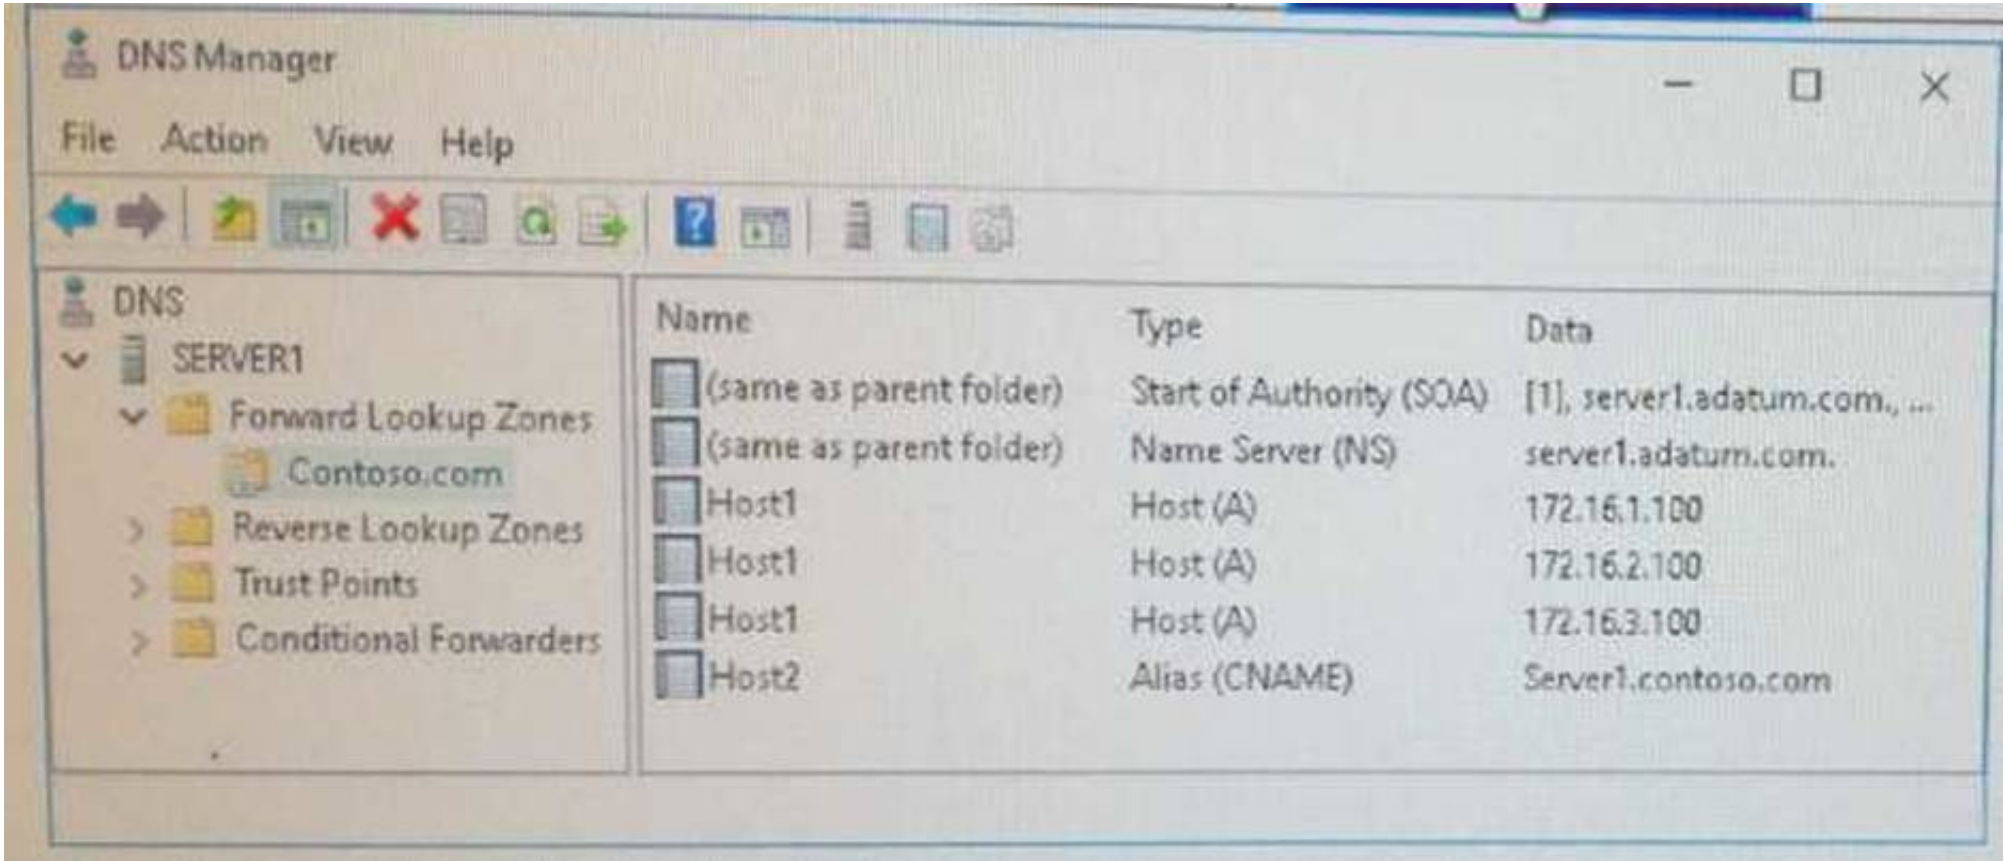 DNS Manager
File Action View Help
DNS
SERVER1
Forward Lookup Zones
Contoso.com
Reverse Lookup Zones
Trust Points
Conditional Forwarders
Name Type Data
(same as parent folder) Start of Authority (SOA) [1], server1.adatum.com., ...
(same as parent folder) Name Server (NS) server1.adatum.com.
Host1 Host (A) 172.16.1.100
Host1 Host (A) 172.16.2.100
Host1 Host (A) 172.16.3.100
Host2 Alias (CNAME) Server1.contoso.com